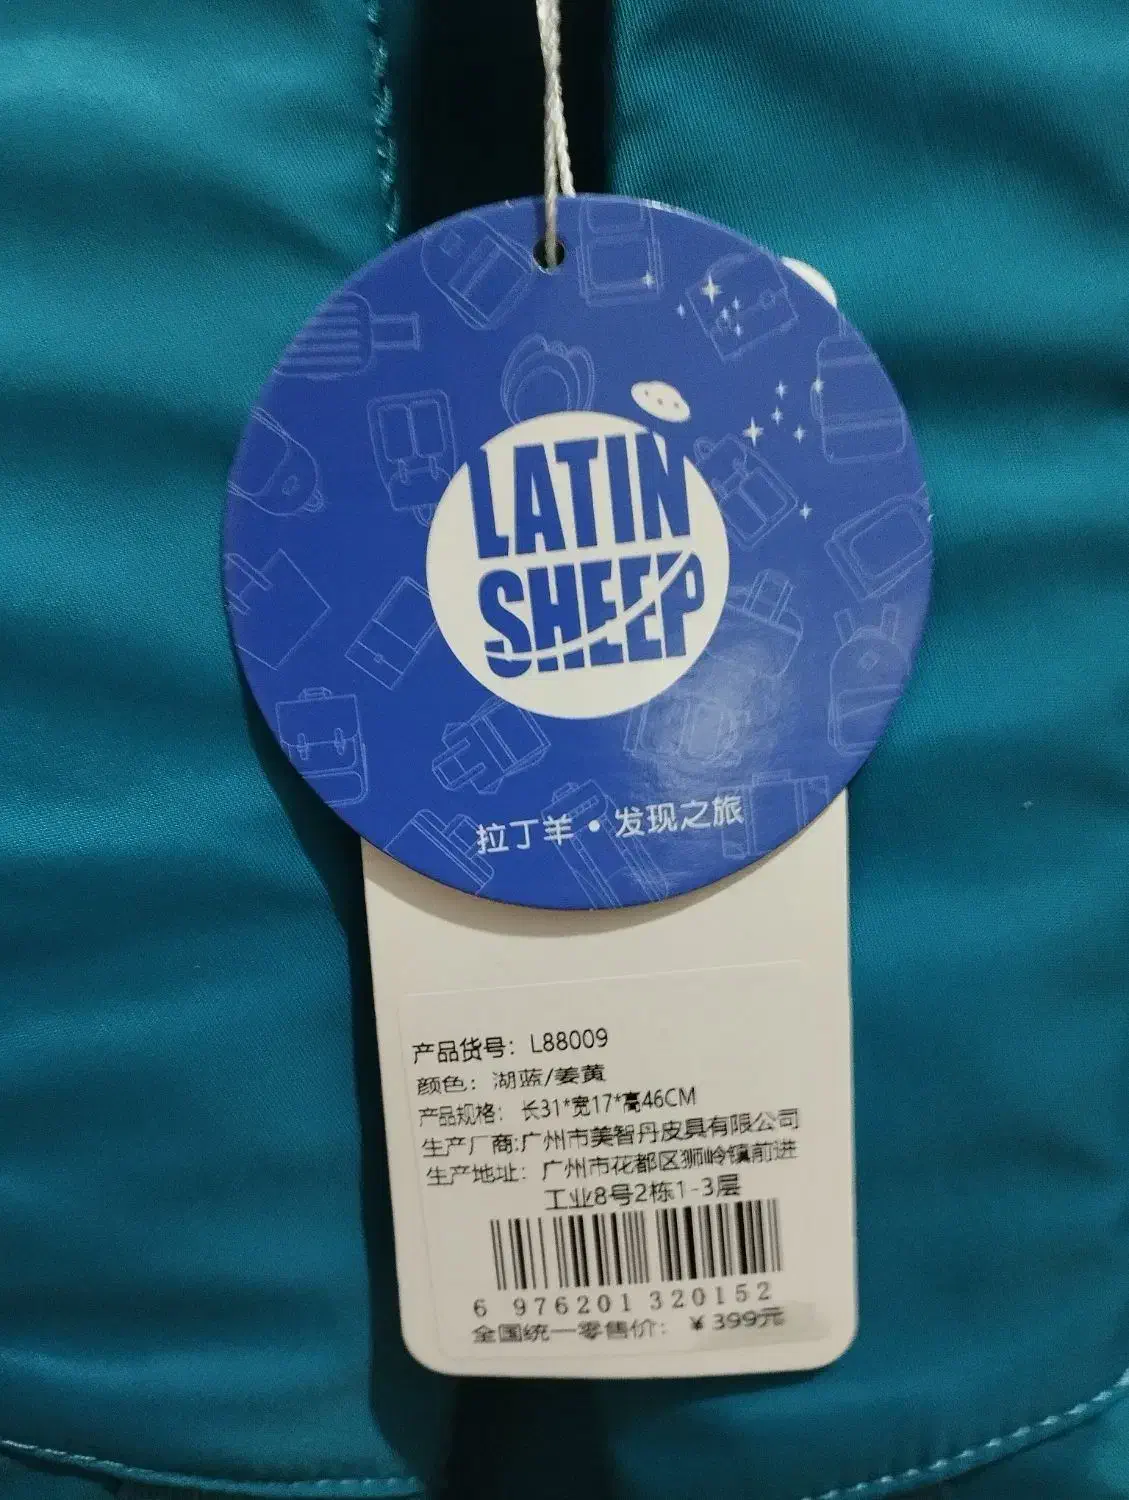 LATIN
SHEEP
拉丁羊·发现之旅
产品货号：L88009
颜色：湖蓝/姜黄
产品规格：长31*宽17*高46CM
生产厂商:广州市美智丹皮具有限公司
生产地址：广州市花都区狮岭镇前进
工业8号2栋1-3层
6 976201 320152
全国统一零售价：￥399元